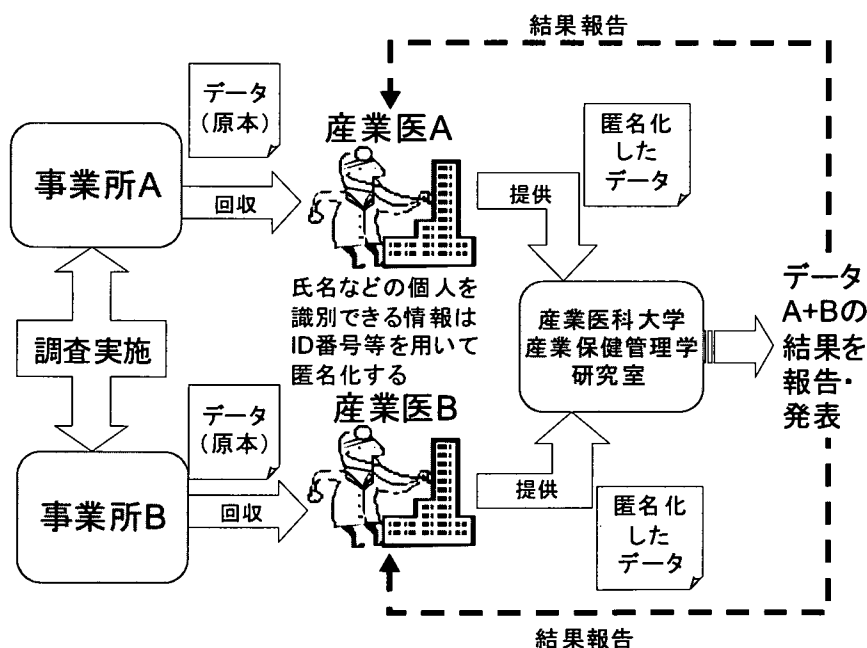 結果報告
データ
(原本)
産業医A
匿名化
した
データ
事業所A
回収
提供
氏名などの個人を
識別できる情報は
ID番号等を用いて
匿名化する
調査実施
産業医科大学
産業保健管理学
研究室
データ
A+Bの
結果を
報告・
発表
データ
(原本)
産業医B
事業所B
回収
提供
匿名化
した
データ
結果報告